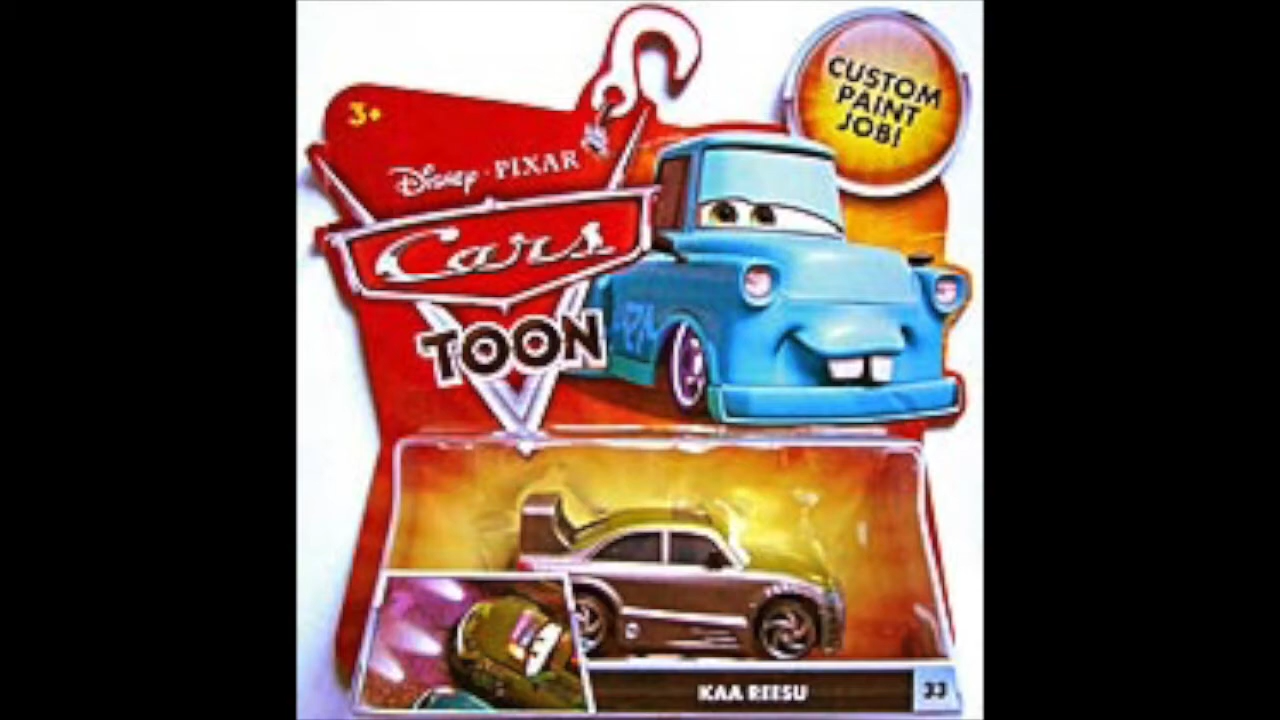 3+
CUSTOM
PAINT
JOB!
Disney·PIXAR
Cars
TOON
KAA REESU
33